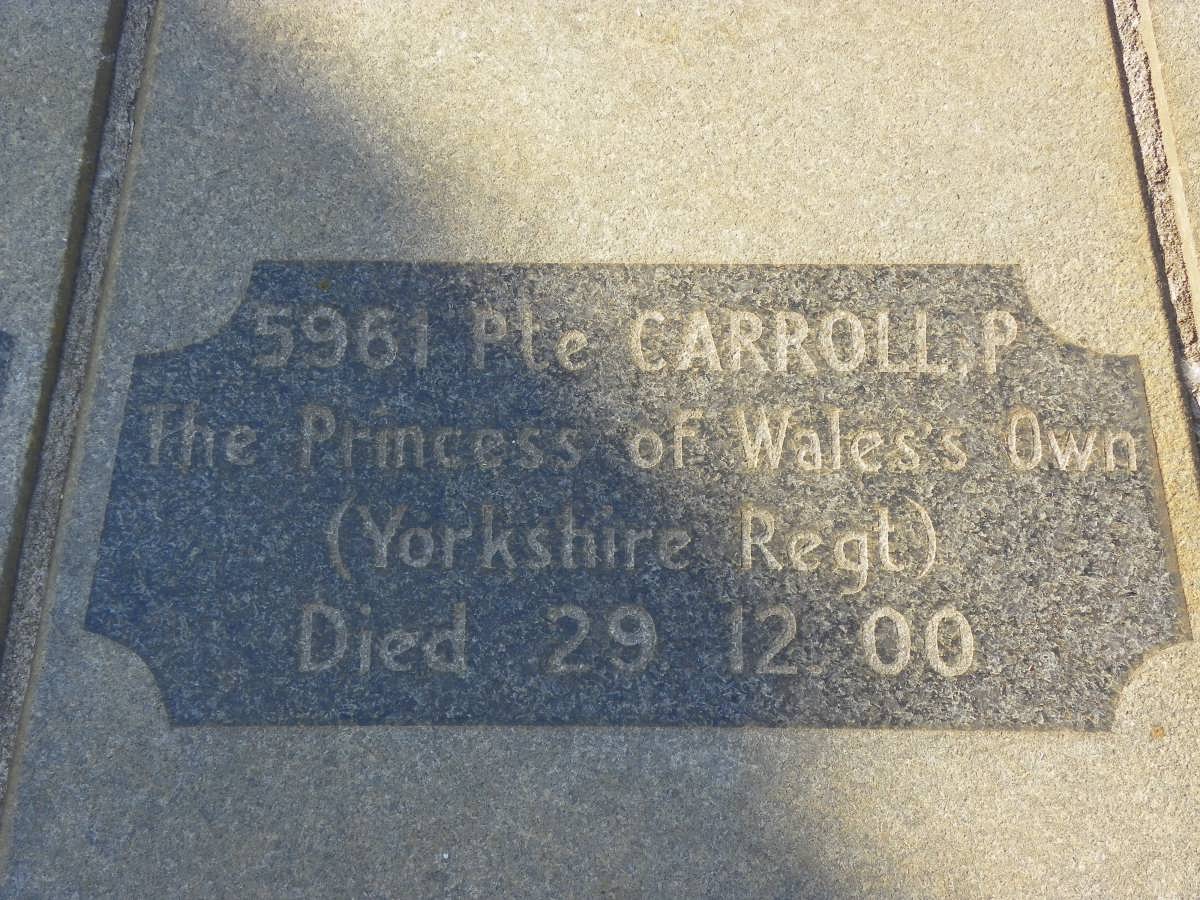 5961 Pte CARROLL, P
The Princess of Wales's Own
(Yorkshire Regt)
Died 29 12 00